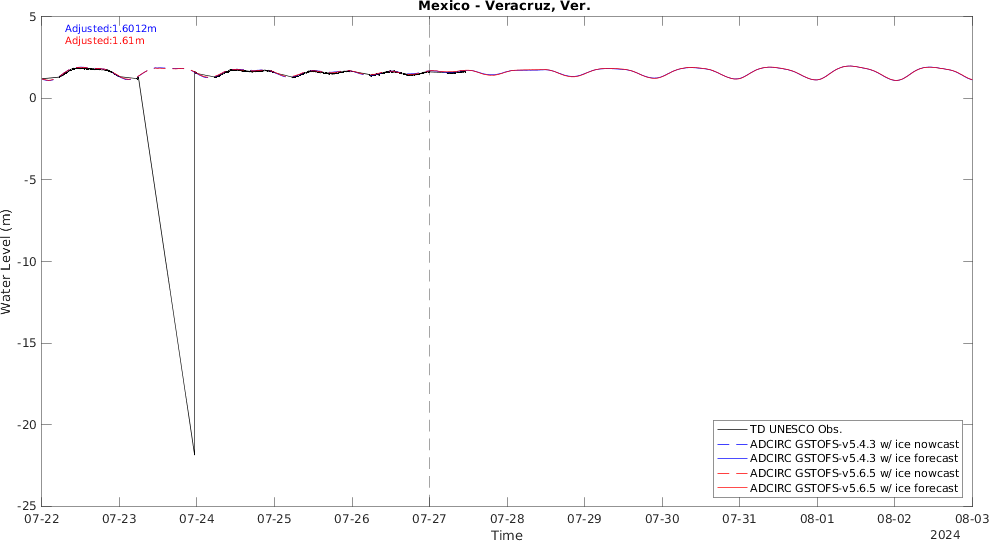 Mexico - Veracruz, Ver.
Adjusted:1.6012m
Adjusted:1.61m
Water Level (m)
5
0
-5
-10
-15
-20
-25
TD UNESCO Obs.
ADCIRC GSTOFS-v5.4.3 w/ ice nowcast
ADCIRC GSTOFS-v5.4.3 w/ ice forecast
ADCIRC GSTOFS-v5.6.5 w/ ice nowcast
ADCIRC GSTOFS-v5.6.5 w/ ice forecast
07-22 07-23 07-24 07-25 07-26 07-27 07-28 07-29 07-30 07-31 08-01 08-02 08-03
Time
2024